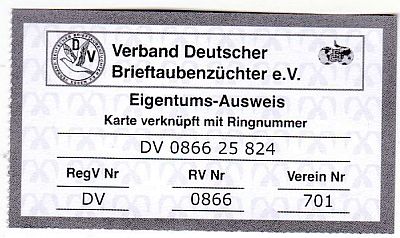 Verband Deutscher
Brieftaubenzüchter e.V.
D V
Eigentums-Ausweis
Karte verknüpft mit Ringnummer
DV 0866 25 824
RegV Nr RV Nr Verein Nr
DV 0866 701